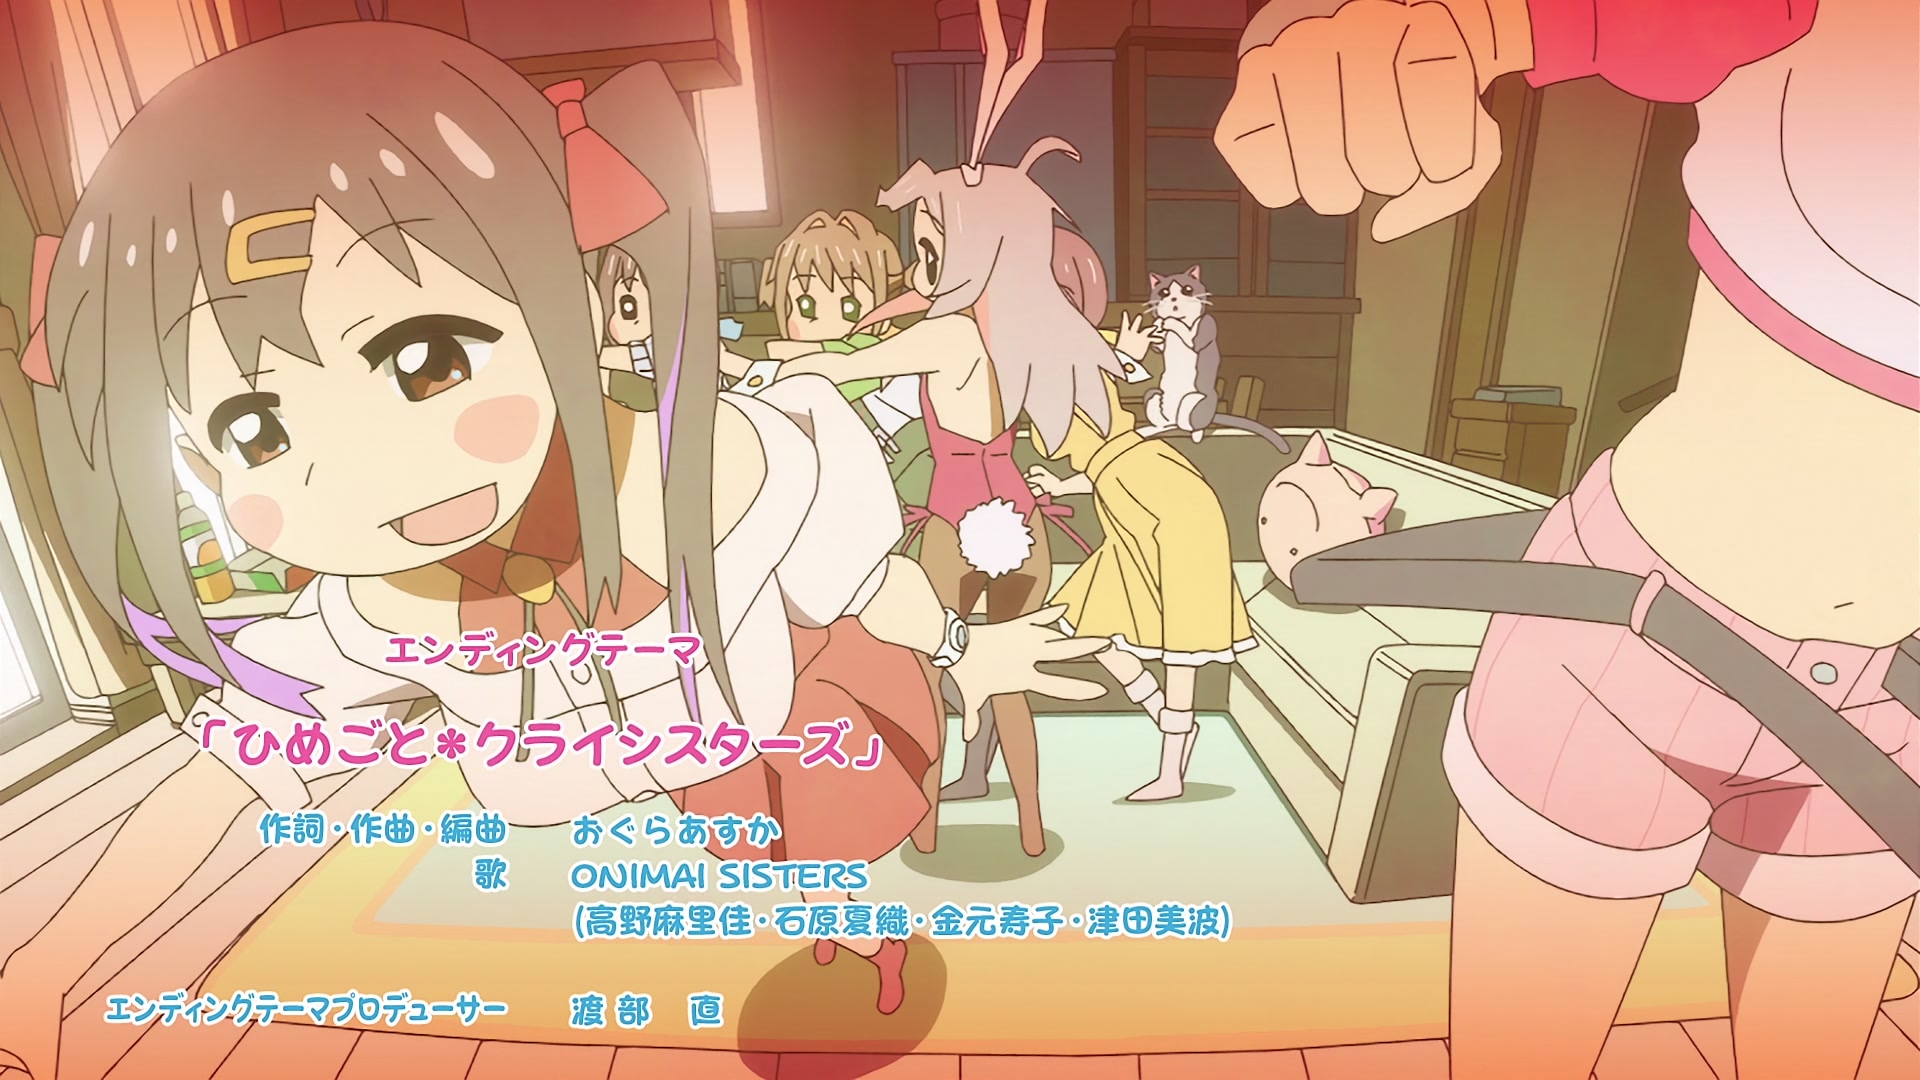 エンディングテーマ
「ひめごと＊クライシスターズ」
作詞・作曲・編曲　おぐらあすか
歌　ONIMAI SISTERS
(高野麻里佳・石原夏織・金元寿子・津田美波)
エンディングテーマプロデューサー　渡部　直